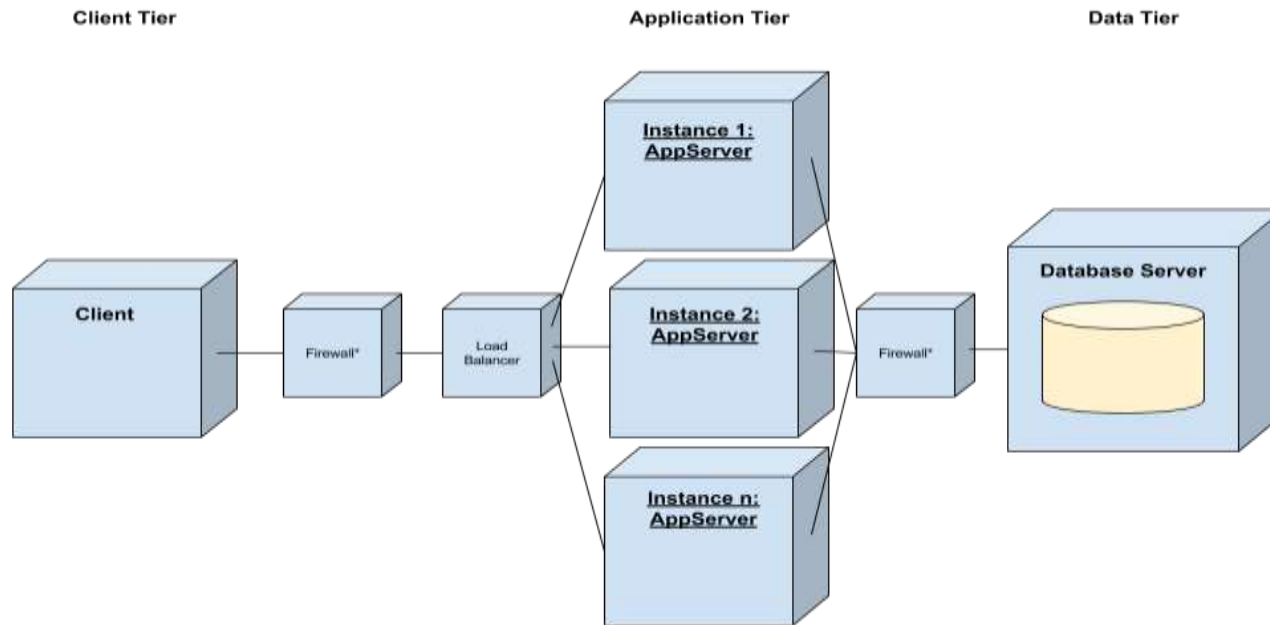 Client Tier
Application Tier
Data Tier
Instance 1:
AppServer
Database Server
Client
Instance 2:
AppServer
Firewall*
Load
Balancer
Firewall*
Instance n:
AppServer